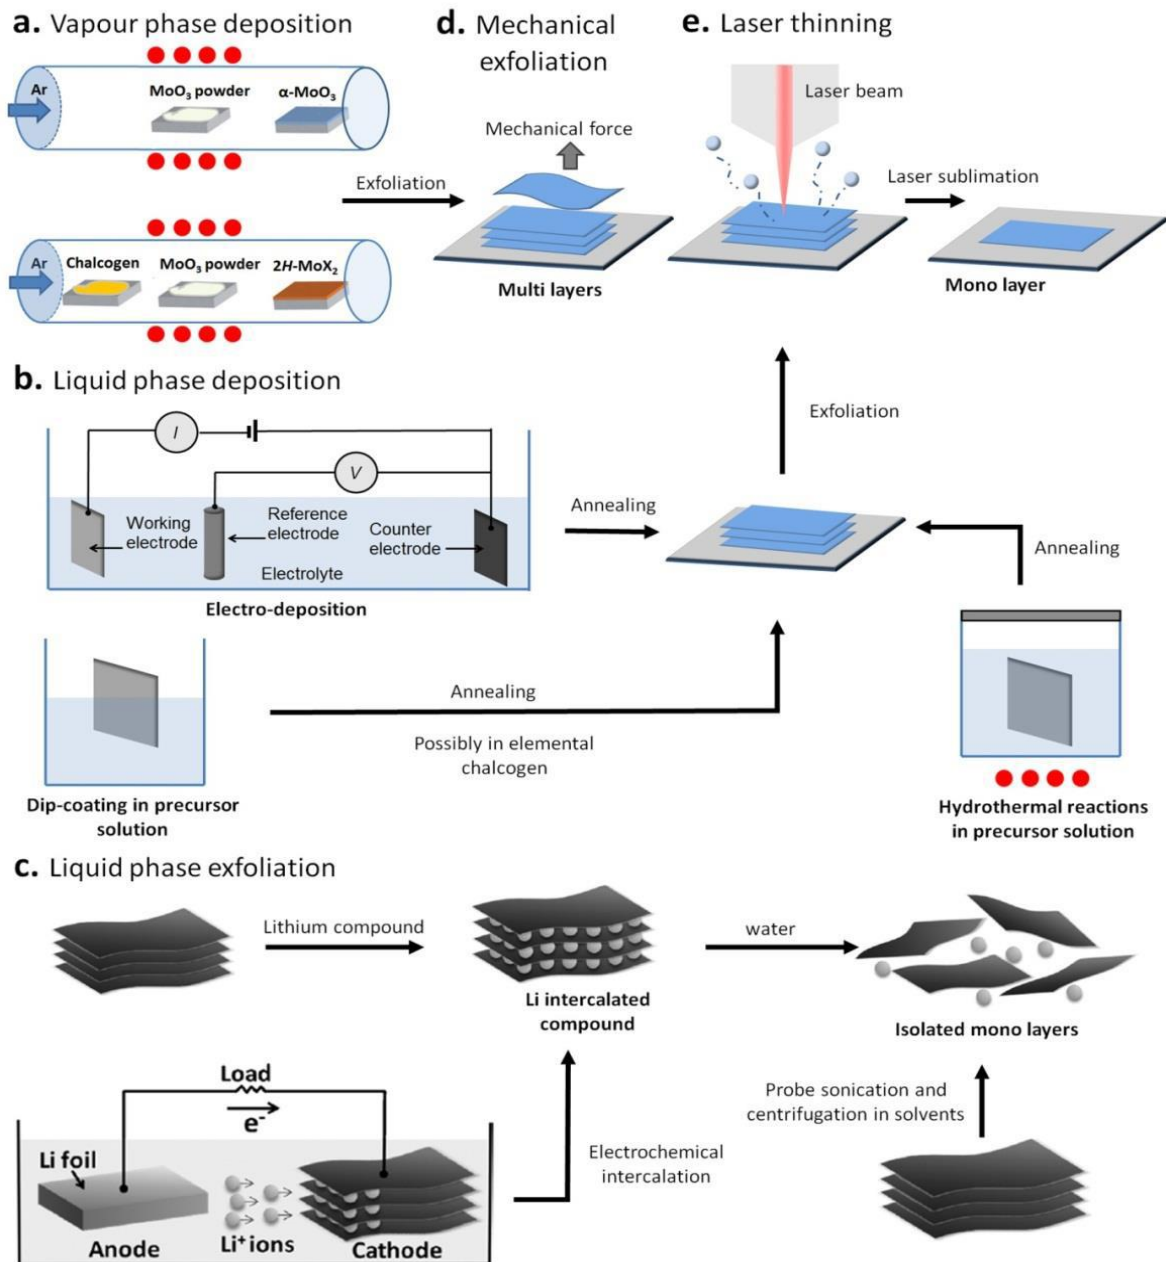 a. Vapour phase deposition
Ar
MoO₃ powder
α-MoO₃
Ar
Chalcogen
MoO₃ powder
2H-MoX₂
Exfoliation
d. Mechanical
exfoliation
Mechanical force
Multi layers
e. Laser thinning
Laser beam
Laser sublimation
Mono layer
b. Liquid phase deposition
I
V
Working
electrode
Reference
electrode
Counter
electrode
Electrolyte
Electro-deposition
Annealing
Exfoliation
Annealing
Dip-coating in precursor
solution
Annealing
Possibly in elemental
chalcogen
Hydrothermal reactions
in precursor solution
c. Liquid phase exfoliation
Lithium compound
Li intercalated
compound
water
Isolated mono layers
Load
e⁻
Li foil
Anode
Li⁺ ions
Cathode
Electrochemical
intercalation
Probe sonication and
centrifugation in solvents